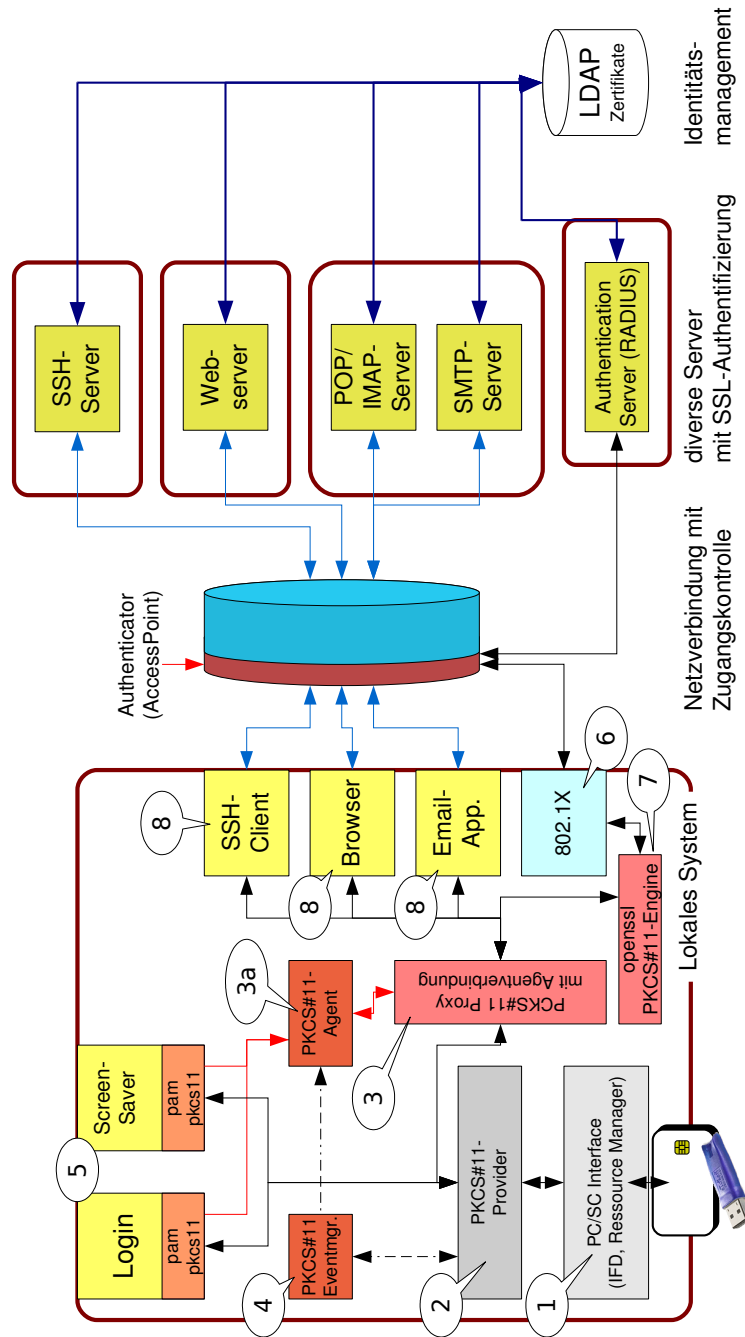 5
Login
pam
pkcs11
Screen-
Saver
pam
pkcs11
4
PKCS#11
Eventmgr.
3a
PKCS#11-
Agent
2
PKCS#11-
Provider
3
PCKS#11 Proxy
mit Agentverbindung
1
PC/SC Interface
(IFD, Ressource Manager)
8
SSH-
Client
8
Browser
8
Email-
App.
6
802.1X
7
openssl
PKCS#11-Engine
Lokales System
Authenticator
(AccessPoint)
Netzverbindung mit
Zugangskontrolle
SSH-
Server
Web-
server
POP/
IMAP-
Server
SMTP-
Server
Authentication
Server (RADIUS)
diverse Server
mit SSL-Authentifizierung
LDAP
Zertifikate
Identitäts-
management